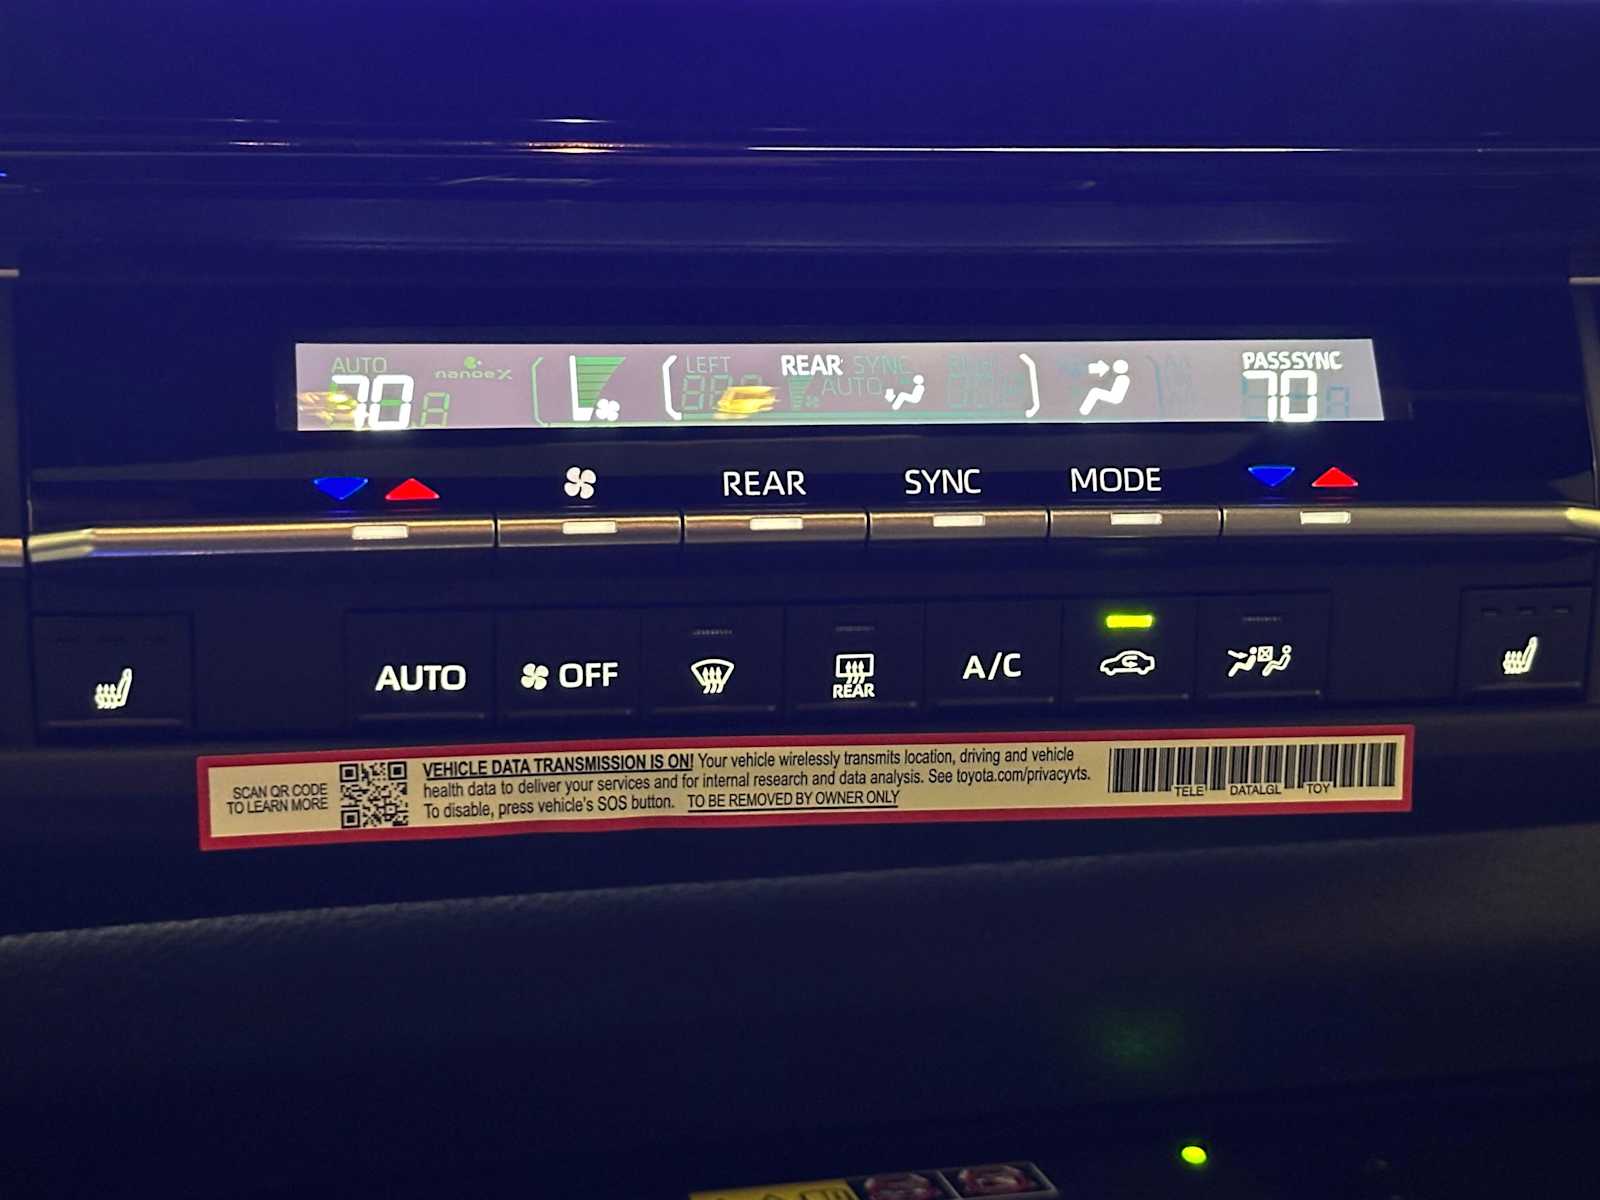 AUTO
nanoeX
LEFT
REAR
SYNC
AUTO
PASS SYNC
70
70
REAR
SYNC
MODE
AUTO
OFF
REAR
A/C
SCAN QR CODE
TO LEARN MORE
VEHICLE DATA TRANSMISSION IS ON! Your vehicle wirelessly transmits location, driving and vehicle
health data to deliver your services and for internal research and data analysis. See toyota.com/privacyvts.
To disable, press vehicle's SOS button. TO BE REMOVED BY OWNER ONLY
TELE DATALGL TOY